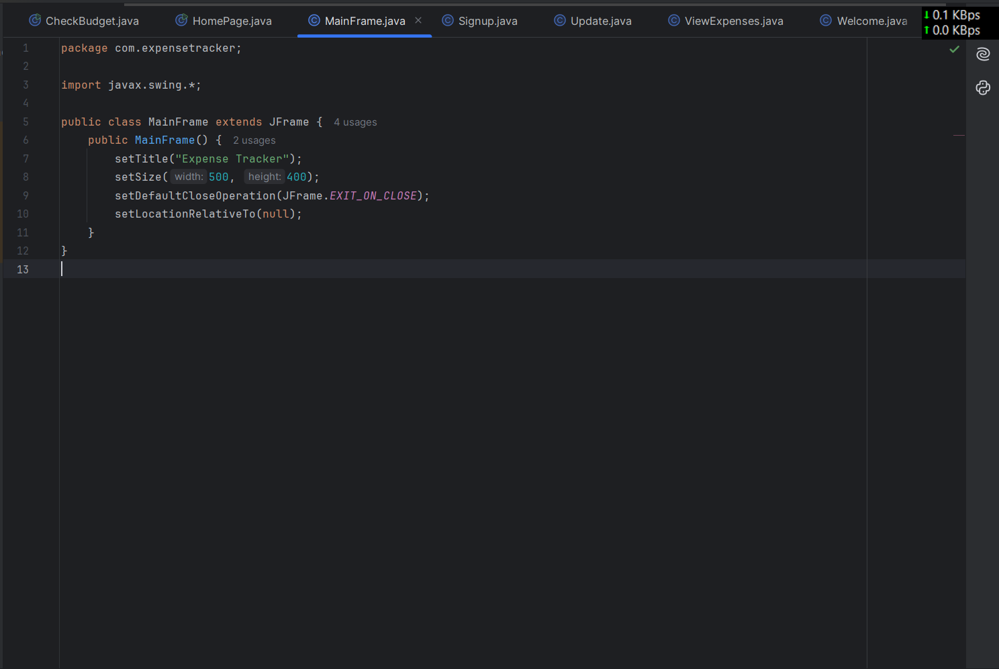 CheckBudget.java HomePage.java MainFrame.java Signup.java Update.java ViewExpenses.java Welcome.java
0.1 KBps
0.0 KBps
1 package com.expensetracker;
2
3 import javax.swing.*;
4
5 public class MainFrame extends JFrame { 4 usages
6 public MainFrame() { 2 usages
7 setTitle("Expense Tracker");
8 setSize( width: 500, height: 400);
9 setDefaultCloseOperation(JFrame.EXIT_ON_CLOSE);
10 setLocationRelativeTo(null);
11 }
12 }
13